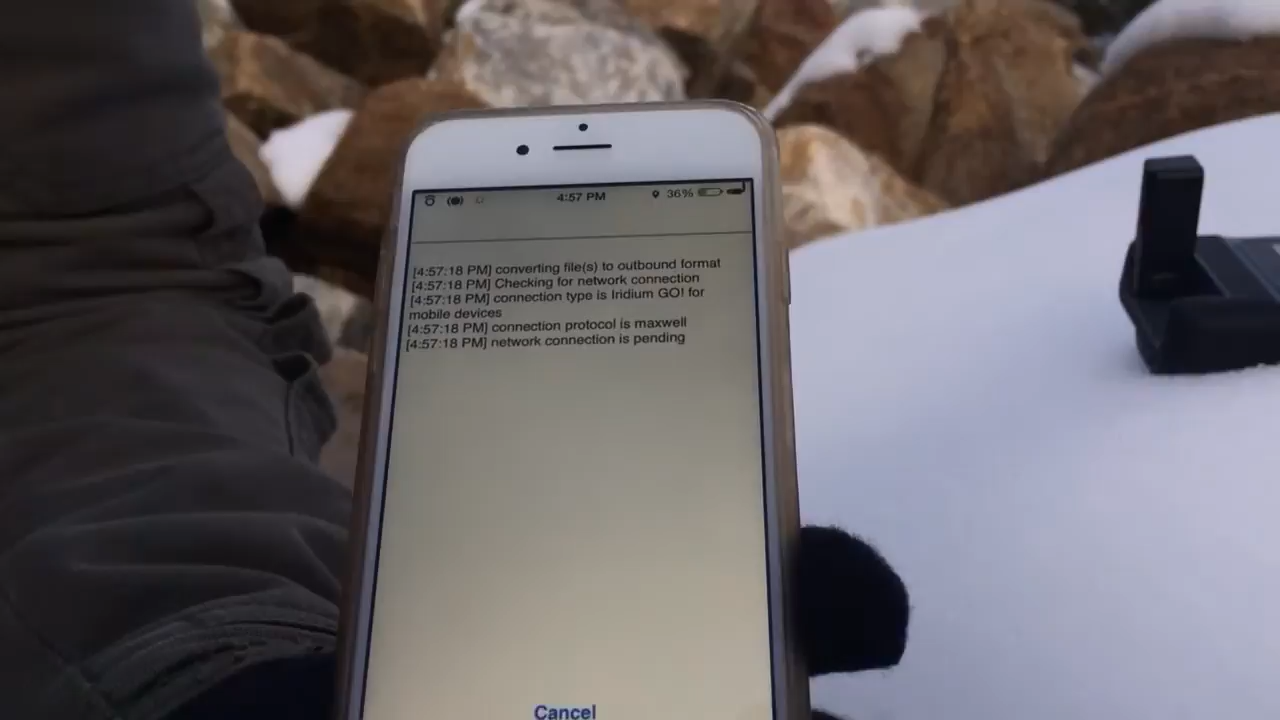 4:57 PM
36%
[4:57:18 PM] converting file(s) to outbound format
[4:57:18 PM] Checking for network connection
[4:57:18 PM] connection type is Iridium GO! for
mobile devices
[4:57:18 PM] connection protocol is maxwell
[4:57:18 PM] network connection is pending
Cancel